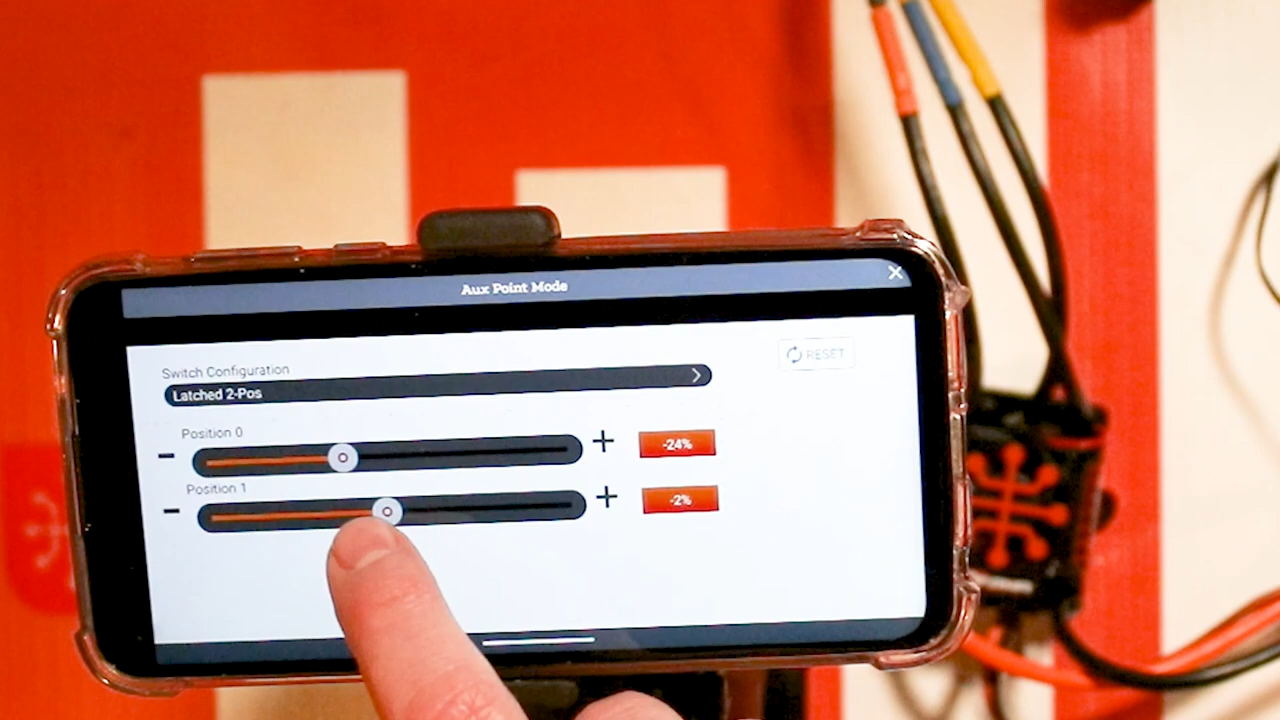 Aux Point Mode
Switch Configuration
RESET
Latched 2-Pos
Position 0
-24%
Position 1
-2%